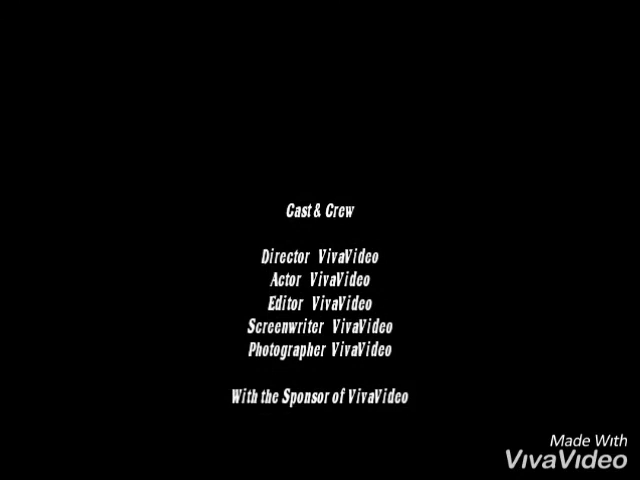 Cast & Crew
Director VivaVideo
Actor VivaVideo
Editor VivaVideo
Screenwriter VivaVideo
Photographer VivaVideo
With the Sponsor of VivaVideo
Made With
VivaVideo